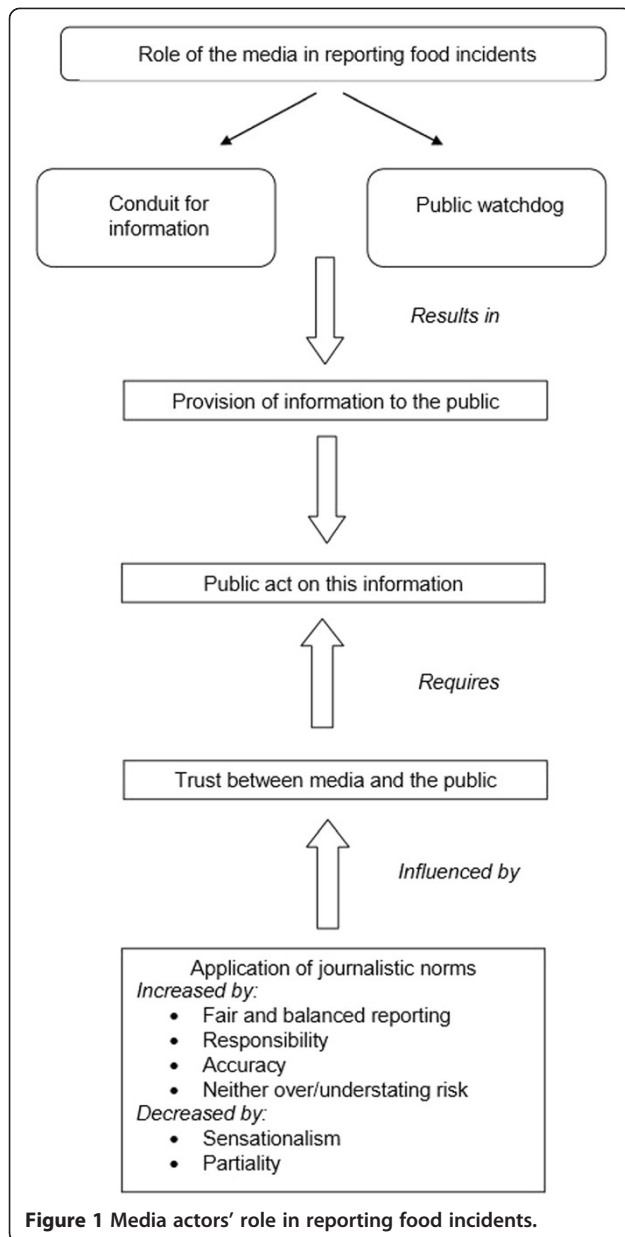 Role of the media in reporting food incidents
Conduit for
information
Public watchdog
Results in
Provision of information to the public
Public act on this information
Requires
Trust between media and the public
Influenced by
Application of journalistic norms
Increased by:
• Fair and balanced reporting
• Responsibility
• Accuracy
• Neither over/understating risk
Decreased by:
• Sensationalism
• Partiality
Figure 1 Media actors' role in reporting food incidents.